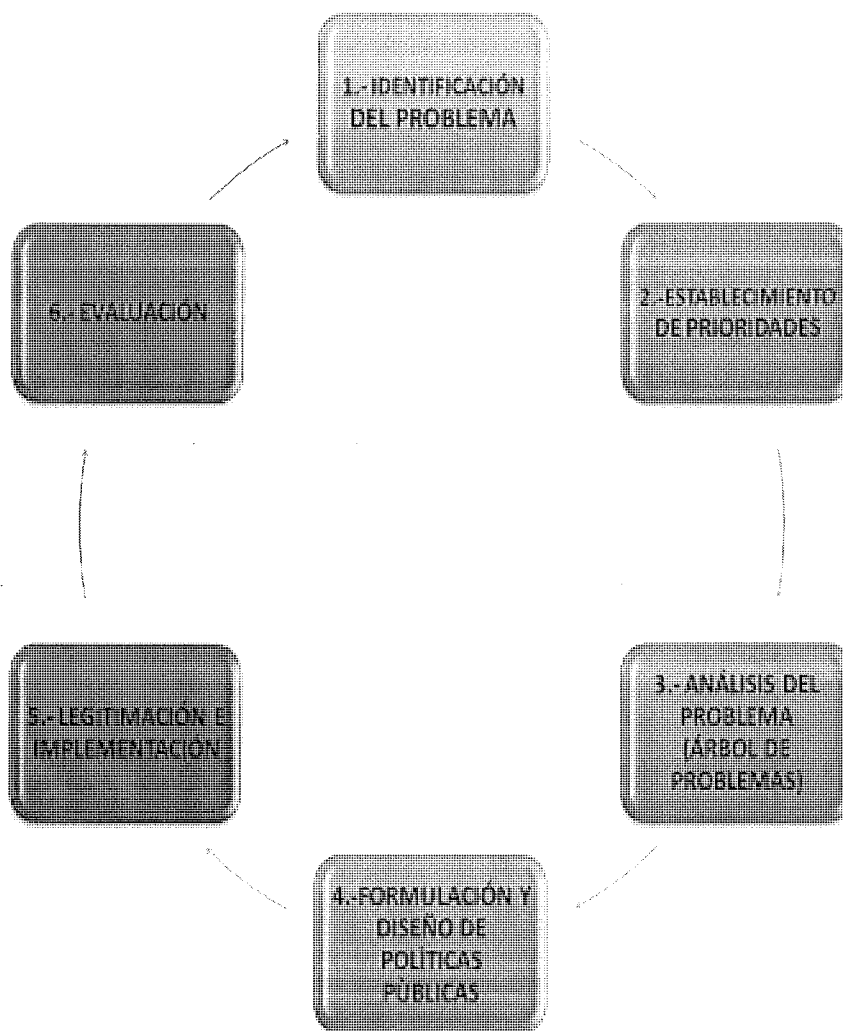 1.- IDENTIFICACIÓN
DEL PROBLEMA
2.-ESTABLECIMIENTO
DE PRIORIDADES
3.- ANÁLISIS DEL
PROBLEMA
(ÁRBOL DE
PROBLEMAS)
4.-FORMULACIÓN Y
DISEÑO DE
POLÍTICAS
PÚBLICAS
5.- LEGITIMACIÓN E
IMPLEMENTACIÓN
6.- EVALUACIÓN